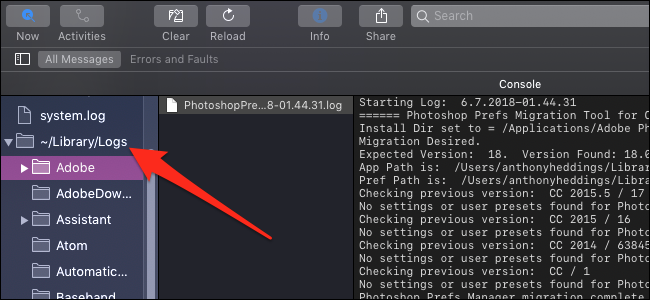 Now
Activities
Clear
Reload
Info
Share
Search
All Messages
Errors and Faults
Console
system.log
~/Library/Logs
Adobe
AdobeDow...
Assistant
Atom
Automatic...
Baseband
PhotoshopPre...8-01.44.31.log
Starting Log:  6.7.2018-01.44.31
====== Photoshop Prefs Migration Tool for C
Install Dir set to = /Applications/Adobe Ph
Migration Desired.
Expected Version:  18.  Version Found: 18.0
App Path is:  /Users/anthonyheddings/Librar
Pref Path is:  /Users/anthonyheddings/Libra
Checking previous version:  CC 2015.5 / 17
No settings or user presets found for Photo
Checking previous version:  CC 2015 / 16
No settings or user presets found for Photo
Checking previous version:  CC 2014 / 63845
No settings or user presets found for Photo
Checking previous version:  CC / 1
No settings or user presets found for Photo
Photoshop Prefs Manager migration complete